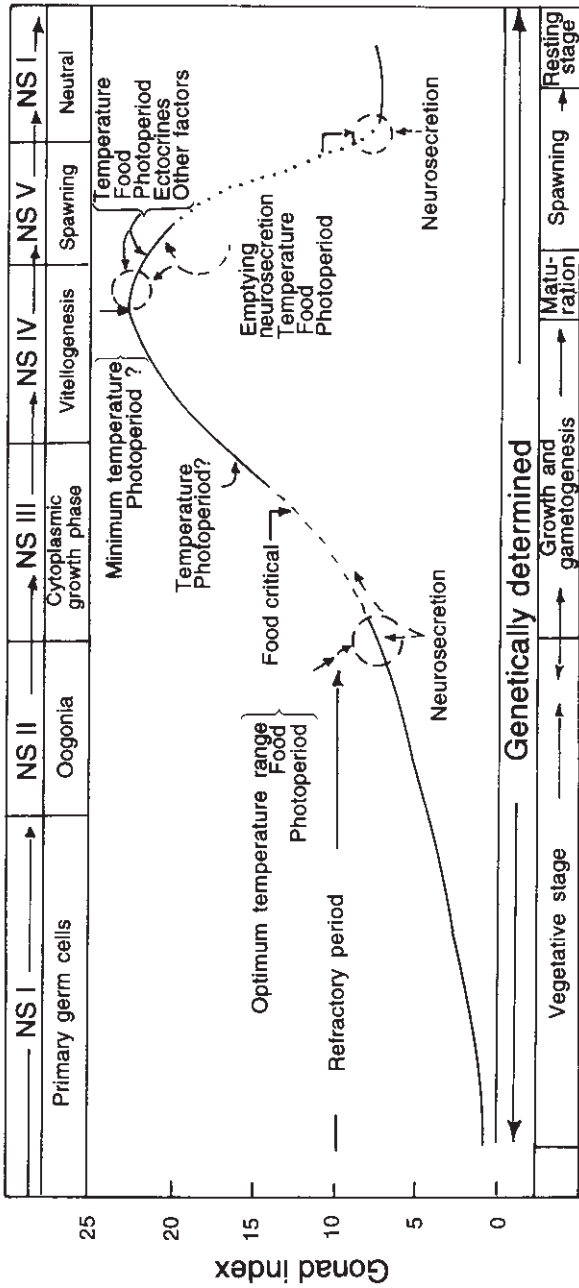 NS I NS II NS III NS IV NS V NS I
Primary germ cells
Oogonia
Cytoplasmic
growth phase
Vitellogenesis
Spawning
Neutral
Gonad index
25
20
15
10
5
0
Optimum temperature range
Food
Photoperiod
Refractory period
Neurosecretion
Food critical
Temperature
Photoperiod?
Minimum temperature
Photoperiod ?
Temperature
Food
Photoperiod
Ectocrines
Other factors
Emptying
neurosecretion
Temperature
Food
Photoperiod
Neurosecretion
Genetically determined
Vegetative stage
Growth and
gametogenesis
Matu-
ration
Spawning
Resting
stage